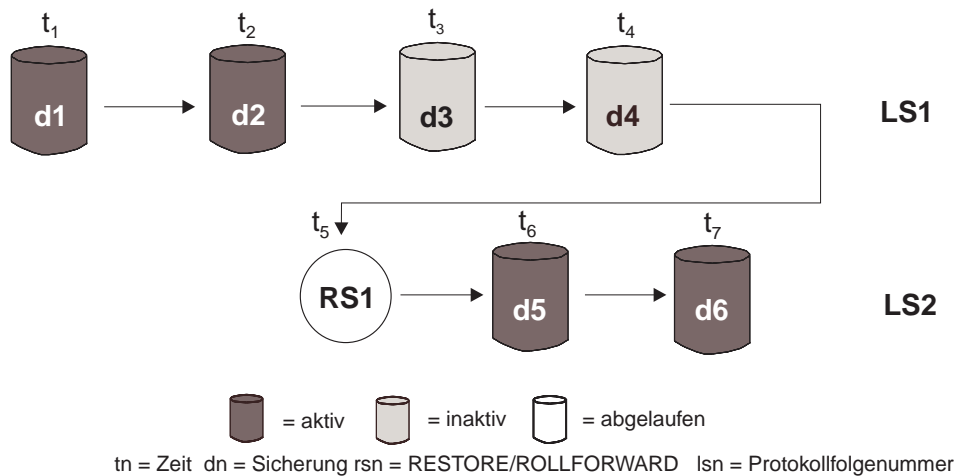 t₁ t₂ t₃ t₄
d1 d2 d3 d4 LS1
t₅ t₆ t₇
RS1 d5 d6 LS2
= aktiv = inaktiv = abgelaufen
tn = Zeit dn = Sicherung rsn = RESTORE/ROLLFORWARD lsn = Protokollfolgenummer